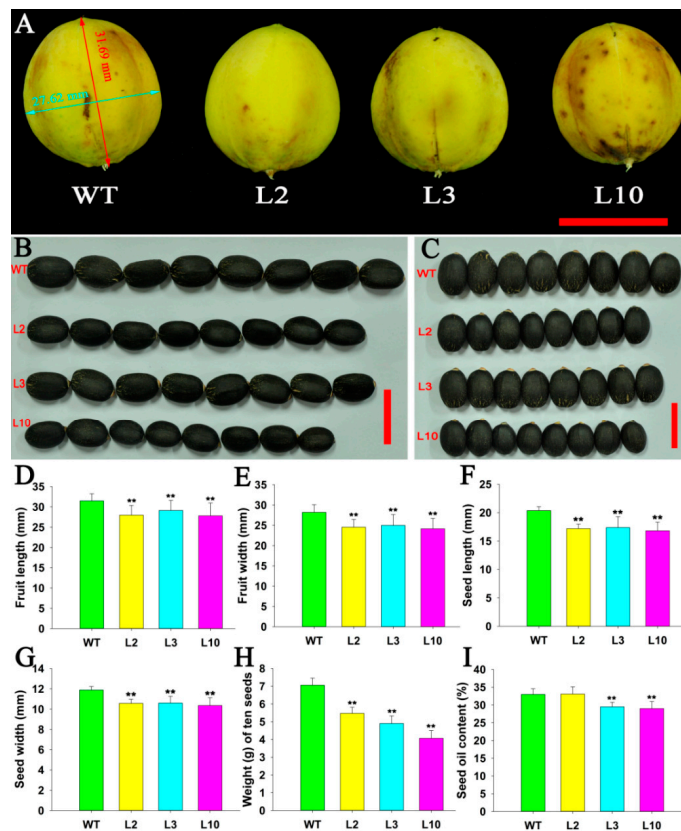 A
31.69 mm
27.62 mm
WT L2 L3 L10
B
WT
L2
L3
L10
C
WT
L2
L3
L10
D
Fruit length (mm)
35
30
25
20
15
10
5
0
** ** **
WT L2 L3 L10
E
Fruit width (mm)
35
30
25
20
15
10
5
0
** ** **
WT L2 L3 L10
F
Seed length (mm)
25
20
15
10
5
0
** ** **
WT L2 L3 L10
G
Seed width (mm)
14
12
10
8
6
4
2
0
** ** **
WT L2 L3 L10
H
Weight (g) of ten seeds
8
7
6
5
4
3
2
1
0
** ** **
WT L2 L3 L10
I
Seed oil content (%)
40
35
30
25
20
15
10
5
0
** **
WT L2 L3 L10